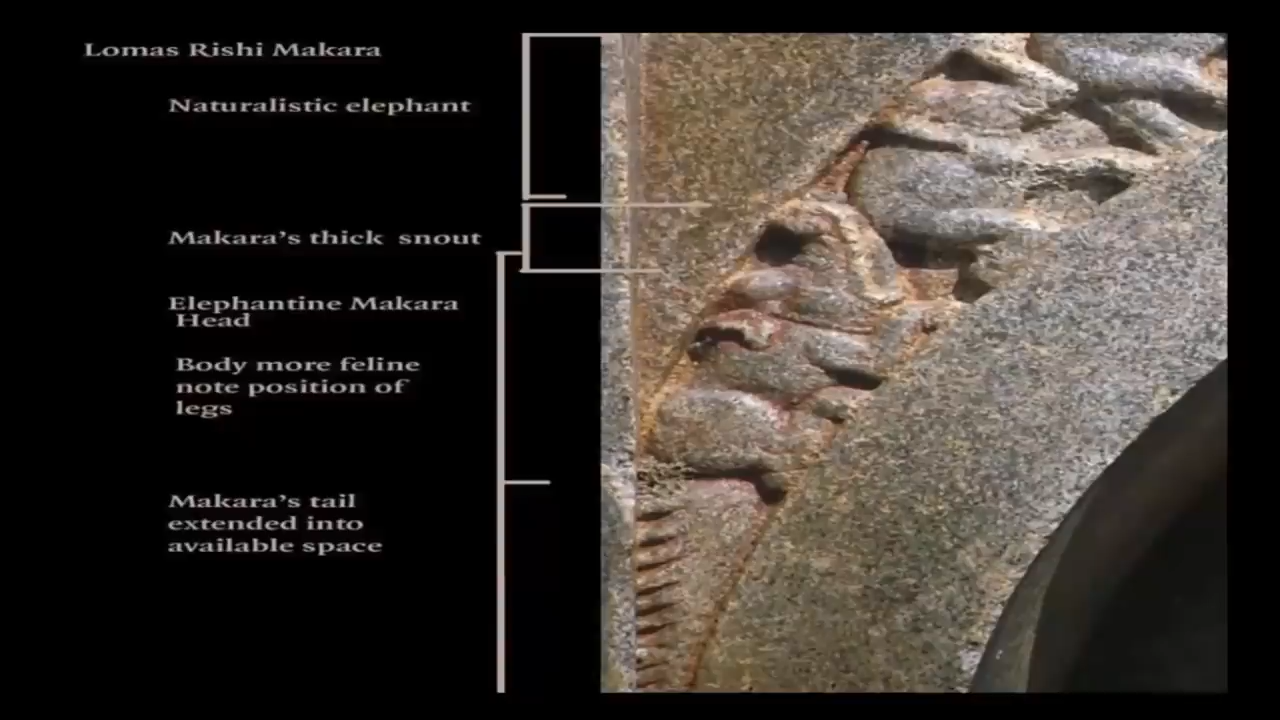 Lomas Rishi Makara
Naturalistic elephant
Makara's thick snout
Elephantine Makara
Head
Body more feline
note position of
legs
Makara's tail
extended into
available space